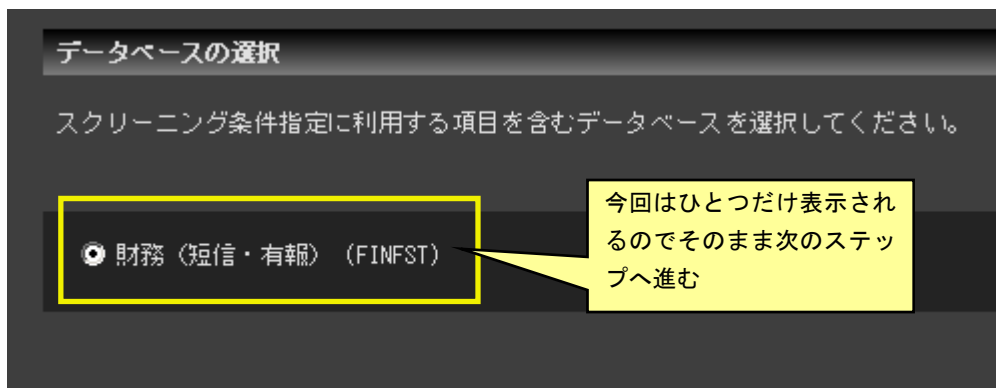 データベースの選択
スクリーニング条件指定に利用する項目を含むデータベースを選択してください。
今回はひとつだけ表示され
るのでそのまま次のステッ
プへ進む
財務（短信・有報）（FINFST）